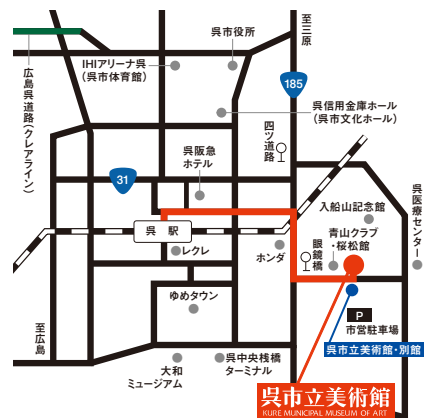 呉市役所
至三原
IHIアリーナ呉
(呉市体育館)
185
広島呉道路(クレアライン)
呉信用金庫ホール
(呉市文化ホール)
四ツ道路
呉阪急
ホテル
31
呉医療センター
入船山記念館
呉 駅
青山クラブ
・桜松館
レクレ
ホンダ
眼鏡橋
ゆめタウン
P
市営駐車場
至広島
呉市立美術館・別館
大和
ミュージアム
呉中央桟橋
ターミナル
呉市立美術館
KURE MUNICIPAL MUSEUM OF ART